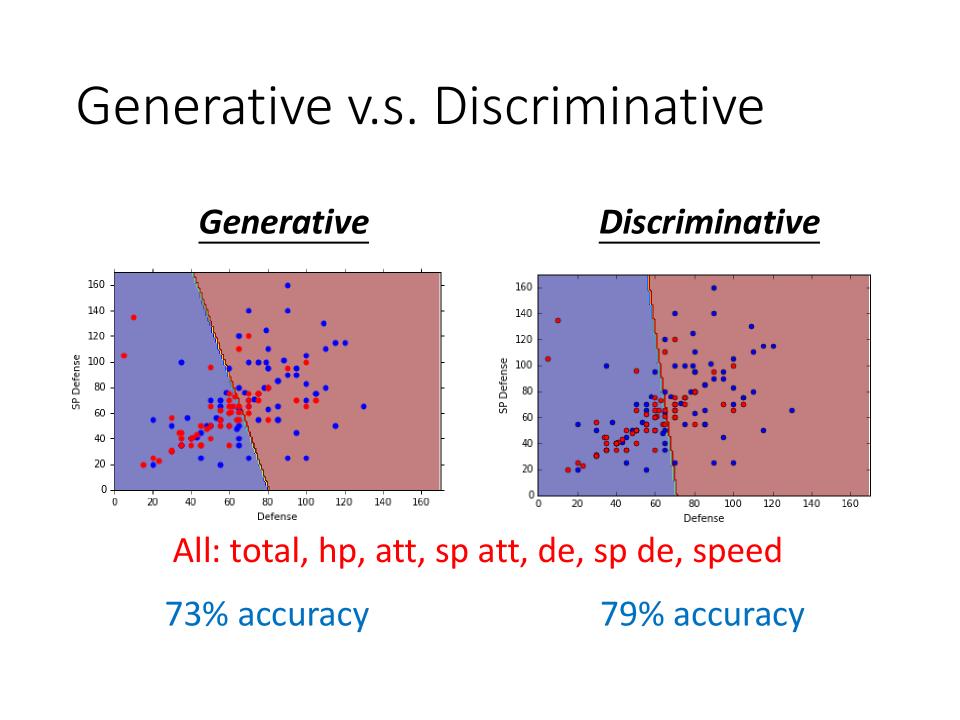 Generative v.s. Discriminative
Generative
Discriminative
160
140
120
100
80
60
40
20
0
SP Defense
0 20 40 60 80 100 120 140 160
Defense
160
140
120
100
80
60
40
20
0
SP Defense
0 20 40 60 80 100 120 140 160
Defense
All: total, hp, att, sp att, de, sp de, speed
73% accuracy
79% accuracy